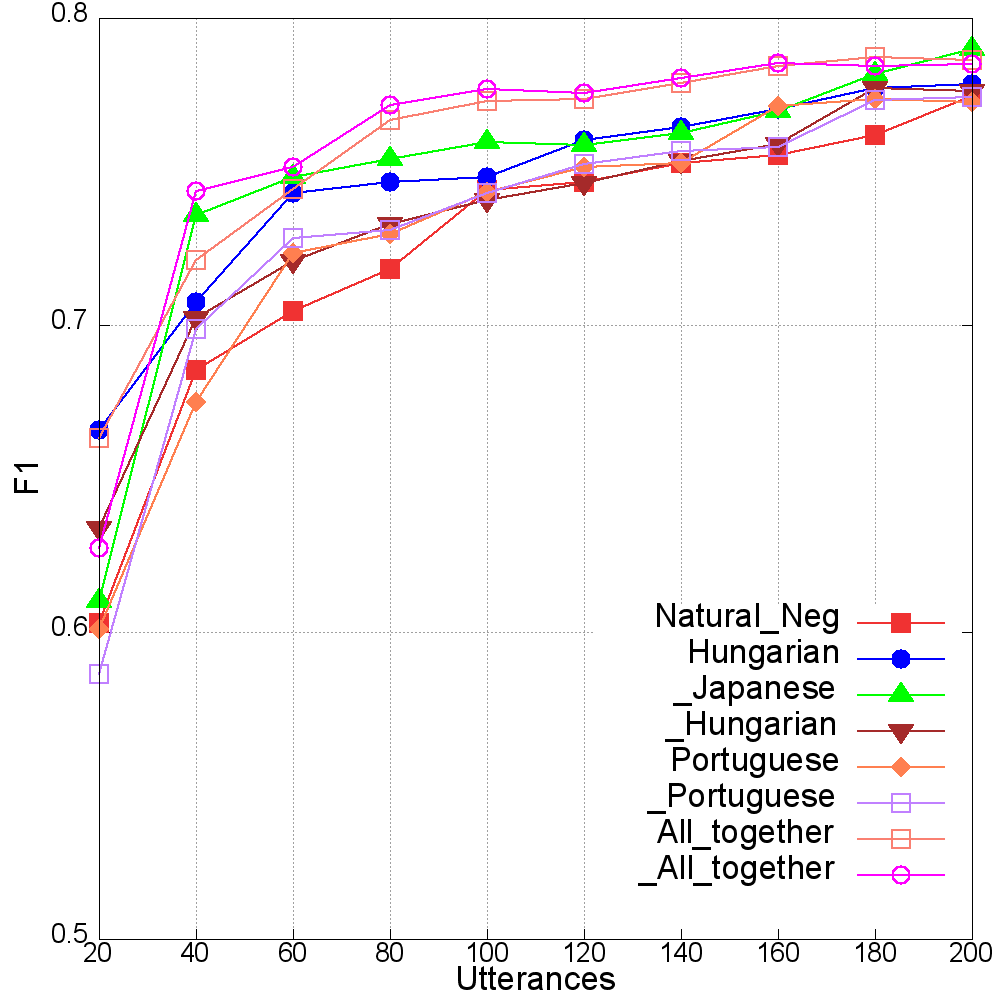 0.8
0.7
0.6
0.5
F1
20 40 60 80 100 120 140 160 180 200
Utterances
Natural_Neg
Hungarian
_Japanese
_Hungarian
Portuguese
_Portuguese
All_together
_All_together